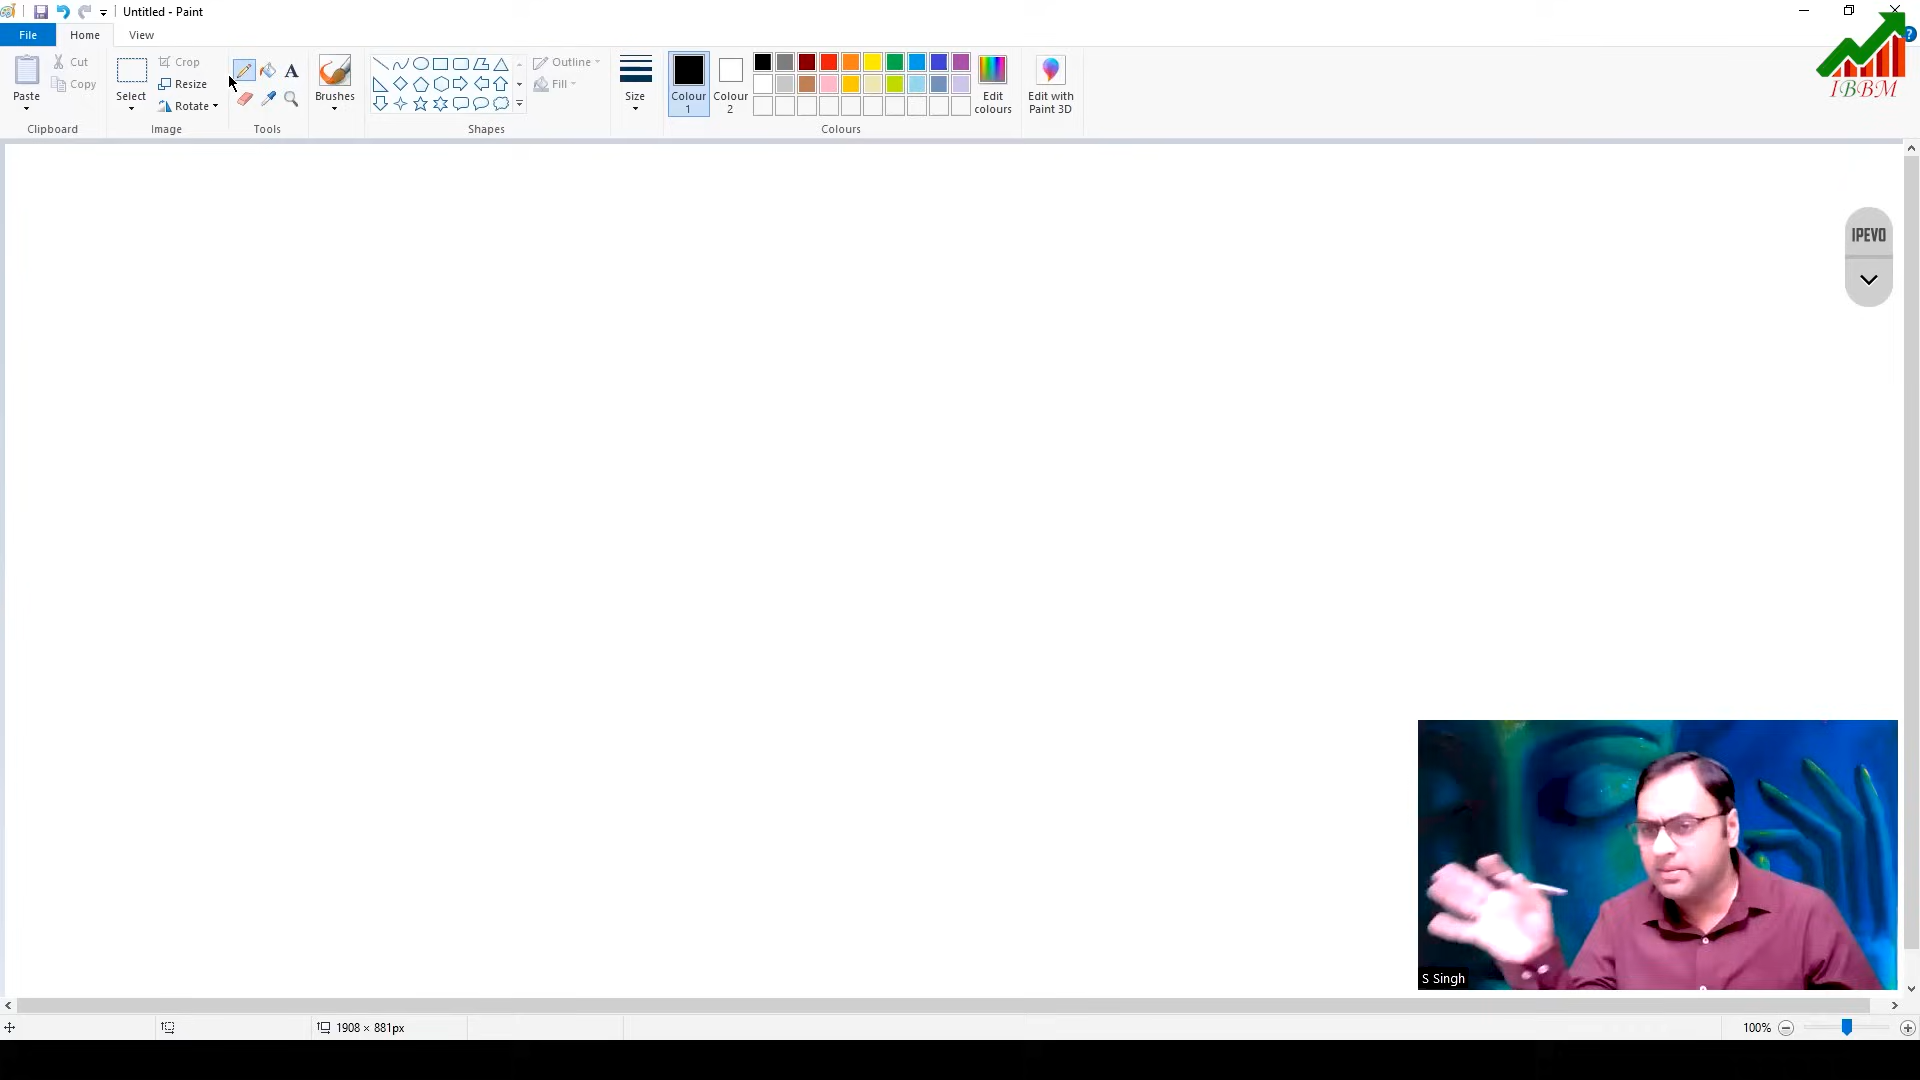 Untitled - Paint
File Home View
Paste
Cut
Copy
Clipboard
Select
Crop
Resize
Rotate
Image
A
Tools
Brushes
Shapes
Outline
Fill
Size
Colour 1
Colour 2
Edit colours
Colours
Edit with Paint 3D
IBBM
IPEVO
S Singh
1908 × 881px
100%